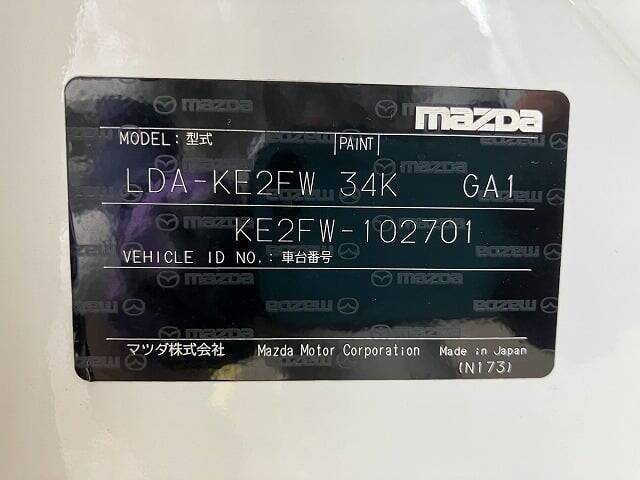 mazda
MODEL: 型式 PAINT
LDA-KE2FW 34K GA1
KE2FW-102701
VEHICLE ID NO.: 車台番号
マツダ株式会社 Mazda Motor Corporation Made in Japan
(N173)